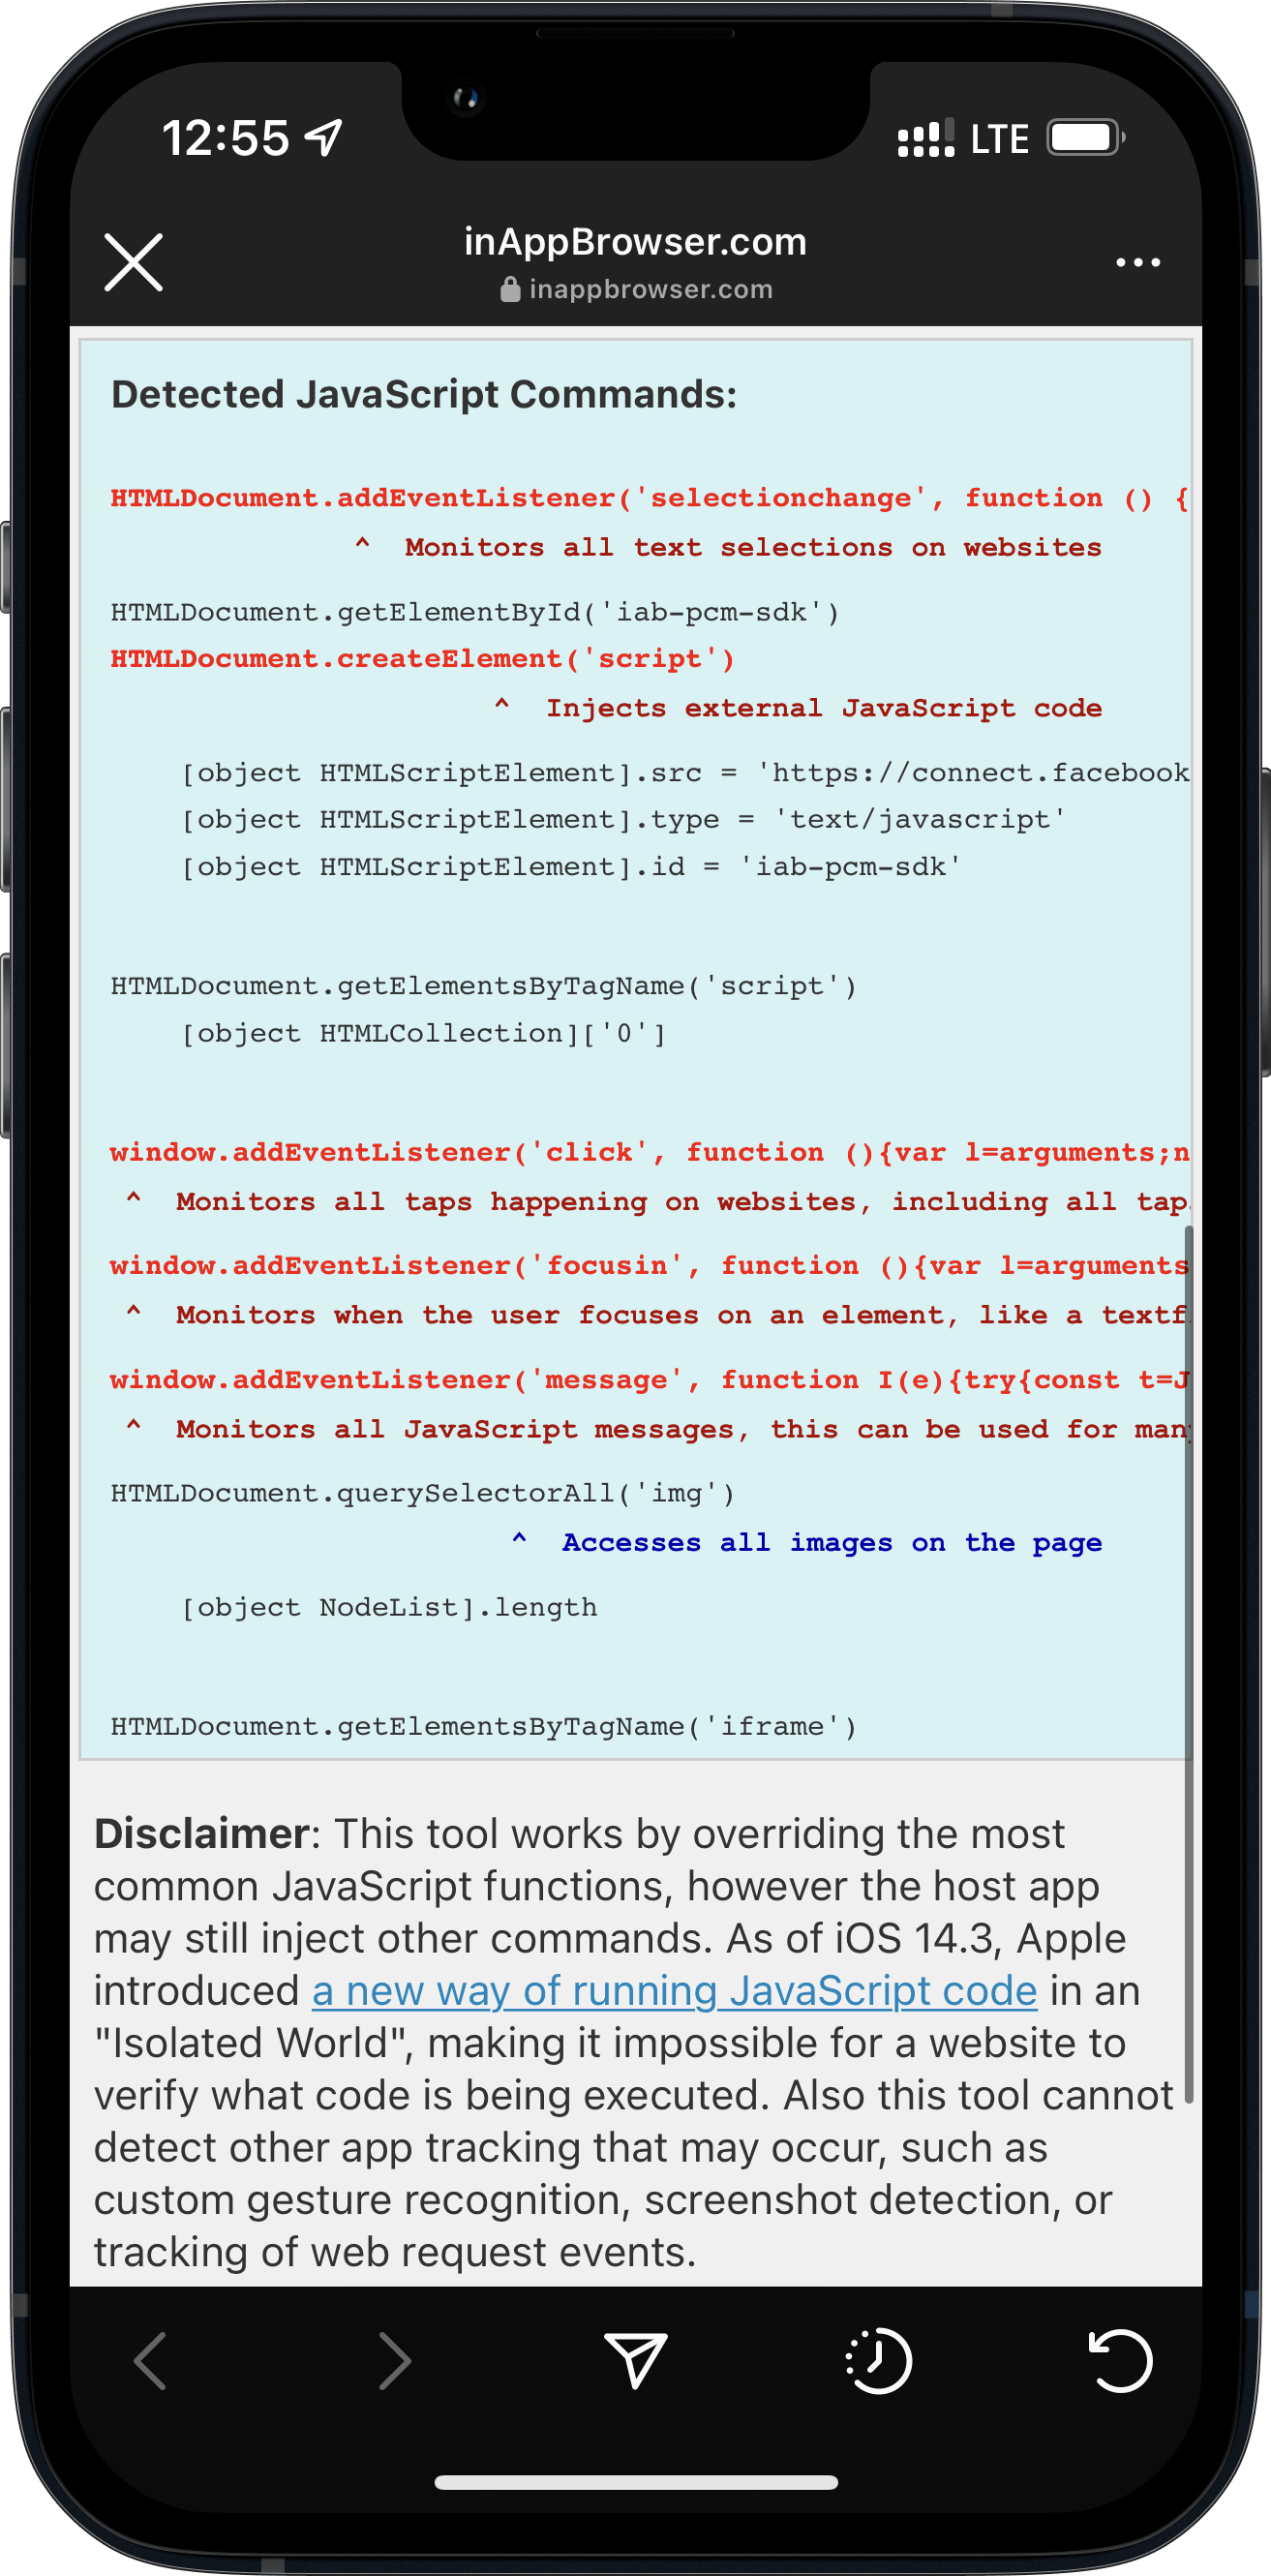 12:55
LTE
inAppBrowser.com
inappbrowser.com
Detected JavaScript Commands:
HTMLDocument.addEventListener('selectionchange', function () {
^ Monitors all text selections on websites
HTMLDocument.getElementById('iab-pcm-sdk')
HTMLDocument.createElement('script')
^ Injects external JavaScript code
[object HTMLScriptElement].src = 'https://connect.facebook
[object HTMLScriptElement].type = 'text/javascript'
[object HTMLScriptElement].id = 'iab-pcm-sdk'
HTMLDocument.getElementsByTagName('script')
[object HTMLCollection]['0']
window.addEventListener('click', function (){var l=arguments;n
^ Monitors all taps happening on websites, including all tap
window.addEventListener('focusin', function (){var l=arguments
^ Monitors when the user focuses on an element, like a textf
window.addEventListener('message', function I(e){try{const t=J
^ Monitors all JavaScript messages, this can be used for many
HTMLDocument.querySelectorAll('img')
^ Accesses all images on the page
[object NodeList].length
HTMLDocument.getElementsByTagName('iframe')
Disclaimer: This tool works by overriding the most
common JavaScript functions, however the host app
may still inject other commands. As of iOS 14.3, Apple
introduced a new way of running JavaScript code in an
"Isolated World", making it impossible for a website to
verify what code is being executed. Also this tool cannot
detect other app tracking that may occur, such as
custom gesture recognition, screenshot detection, or
tracking of web request events.